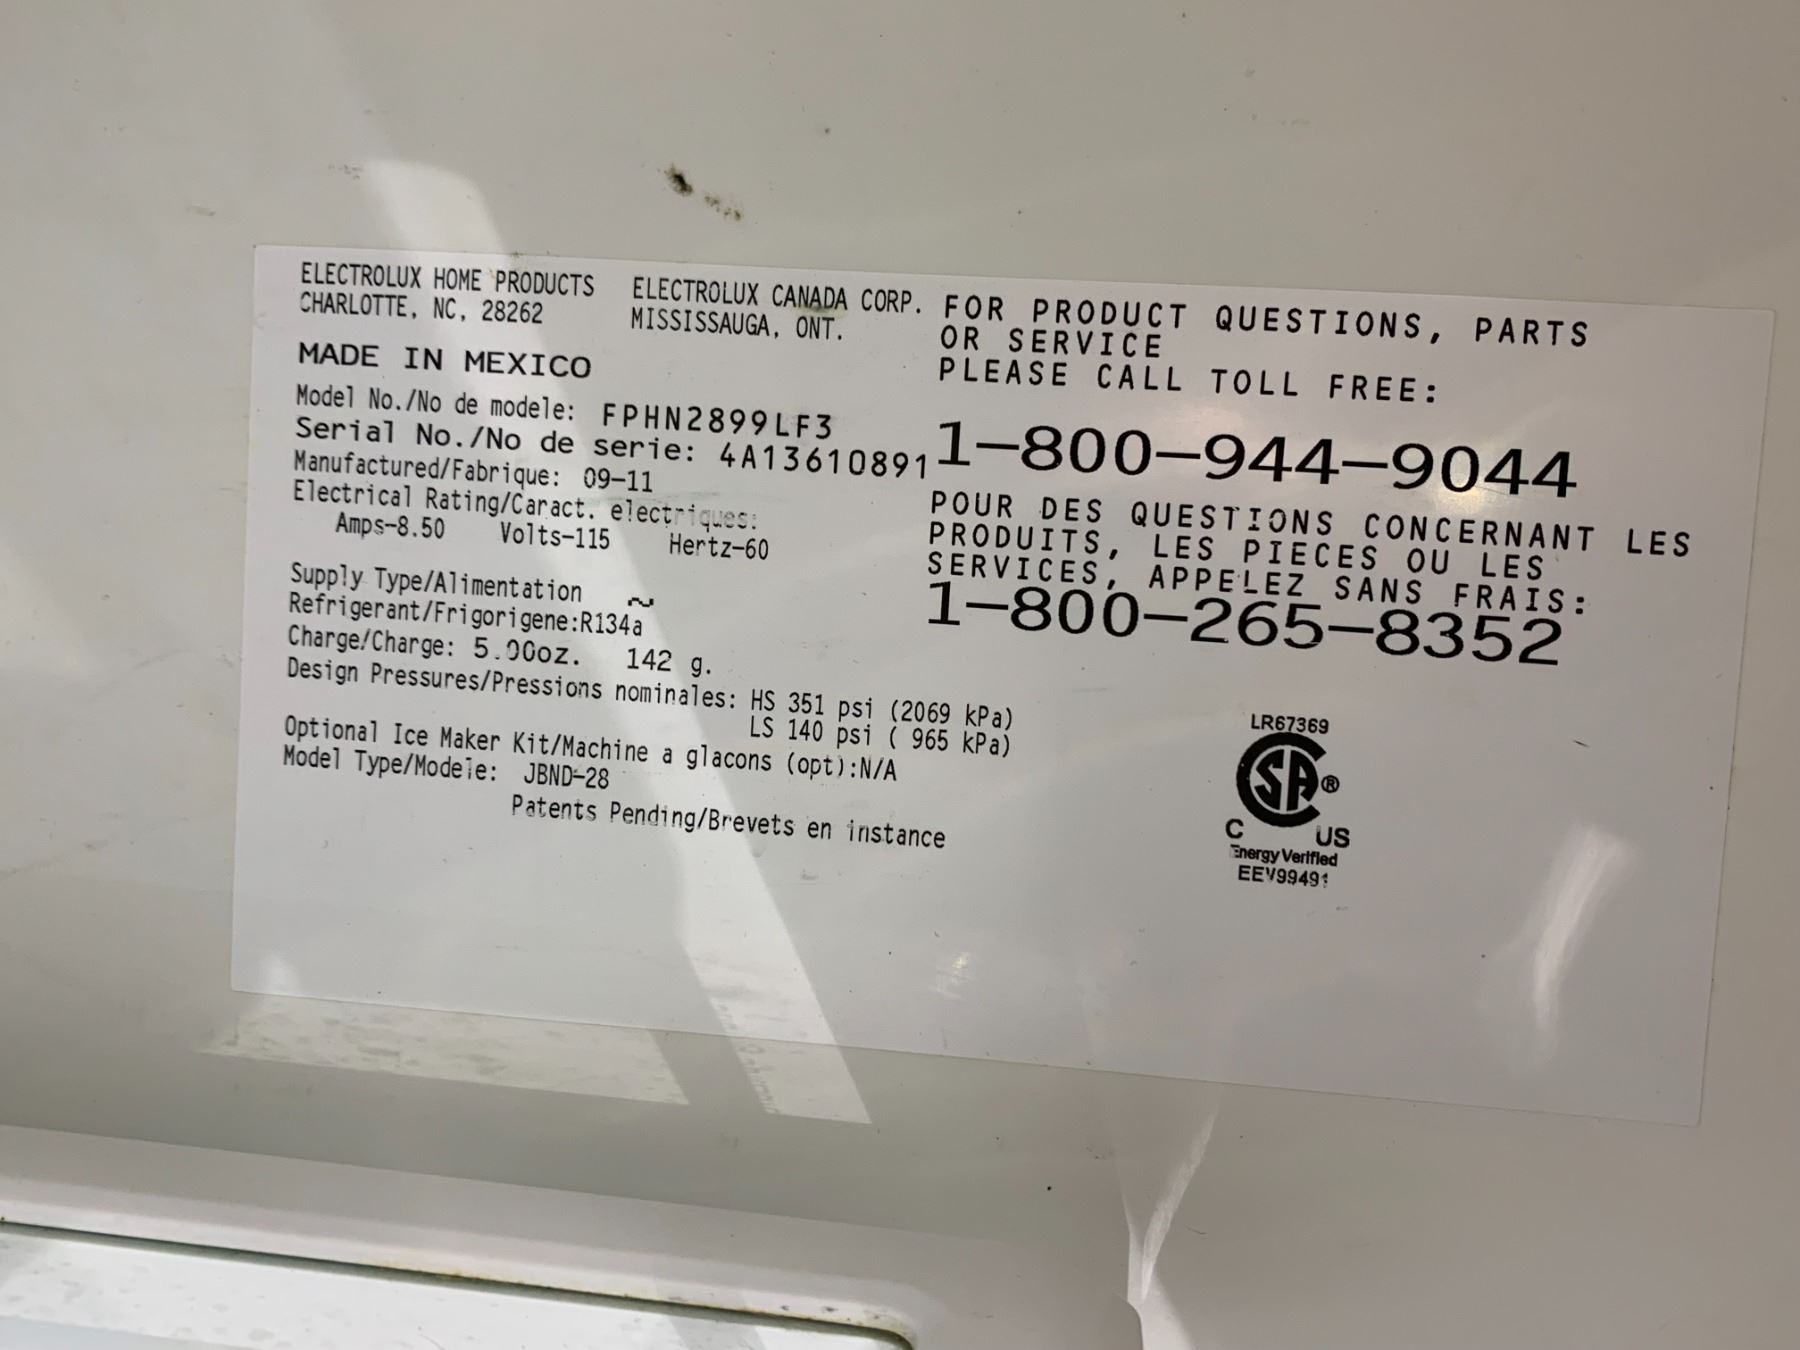 ELECTROLUX HOME PRODUCTS
CHARLOTTE, NC, 28262
ELECTROLUX CANADA CORP.
MISSISSAUGA, ONT.
MADE IN MEXICO
Model No./No de modele: FPHN2899LF3
Serial No./No de serie: 4A13610891
Manufactured/Fabrique: 09-11
Electrical Rating/Caract. electriques:
Amps-8.50 Volts-115 Hertz-60
Supply Type/Alimentation ~
Refrigerant/Frigorigene:R134a
Charge/Charge: 5.00oz. 142 g.
Design Pressures/Pressions nominales: HS 351 psi (2069 kPa)
LS 140 psi ( 965 kPa)
Optional Ice Maker Kit/Machine a glacons (opt):N/A
Model Type/Modele: JBND-28
Patents Pending/Brevets en instance
FOR PRODUCT QUESTIONS, PARTS
OR SERVICE
PLEASE CALL TOLL FREE:
1-800-944-9044
POUR DES QUESTIONS CONCERNANT LES
PRODUITS, LES PIECES OU LES
SERVICES, APPELEZ SANS FRAIS:
1-800-265-8352
LR67369
CSA®
C US
Energy Verified
EEV99491